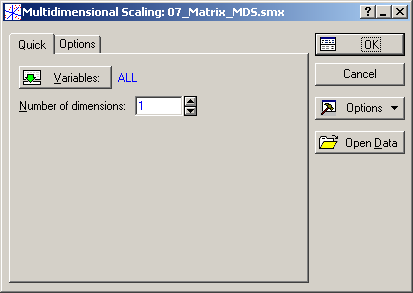 Multidimensional Scaling: 07_Matrix_MDS.smx
Quick Options
Variables: ALL
Number of dimensions: 1
OK
Cancel
Options
Open Data